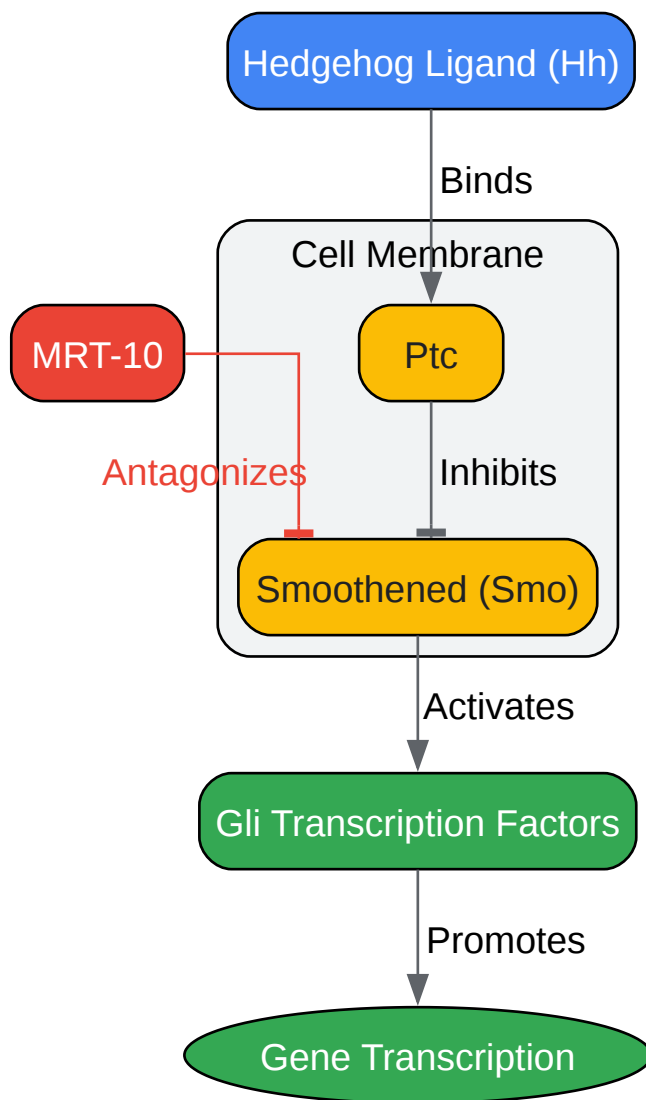 Hedgehog Ligand (Hh)
Binds
Cell Membrane
MRT-10
Ptc
Antagonizes
Inhibits
Smoothened (Smo)
Activates
Gli Transcription Factors
Promotes
Gene Transcription